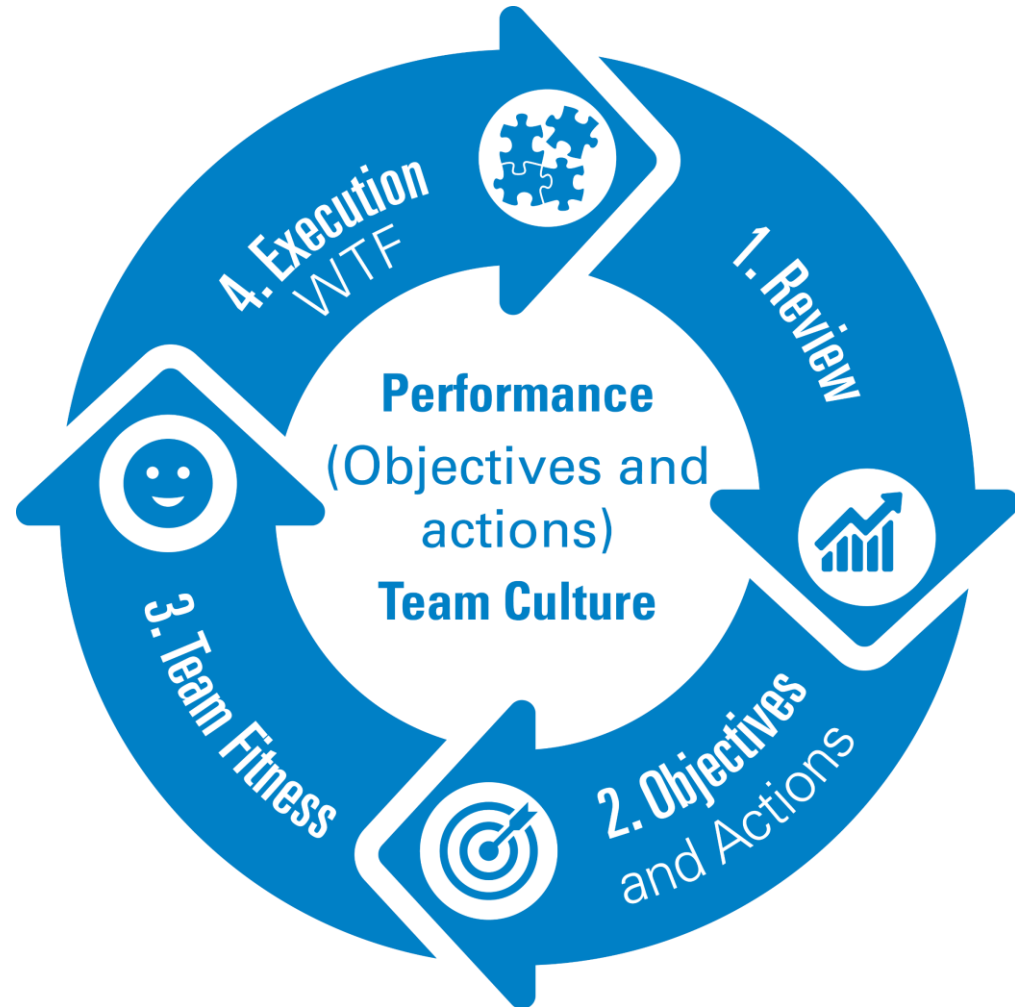 1. Review
2. Objectives
and Actions
3. Team Fitness
4. Execution
WTF
Performance
(Objectives and
actions)
Team Culture